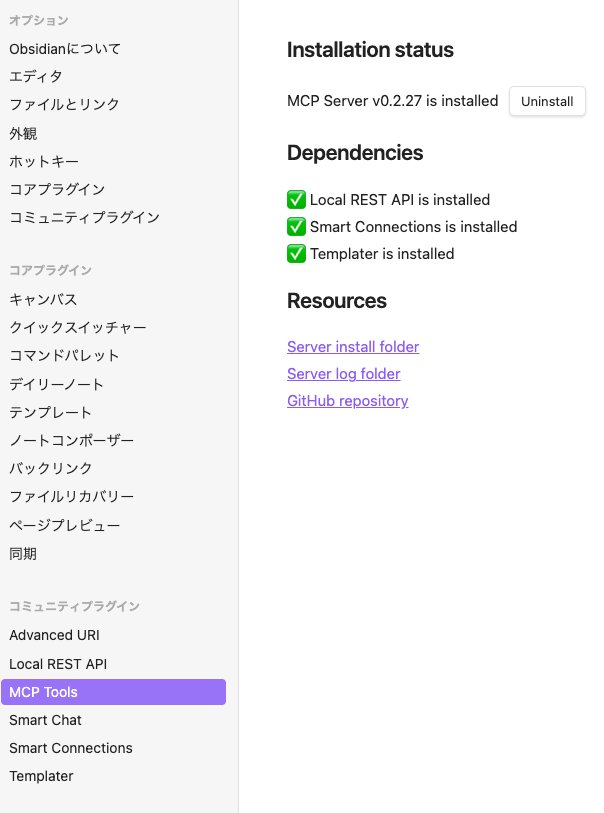 オプション
Obsidianについて
エディタ
ファイルとリンク
外観
ホットキー
コアプラグイン
コミュニティプラグイン
コアプラグイン
キャンバス
クイックスイッチャー
コマンドパレット
デイリーノート
テンプレート
ノートコンポーザー
バックリンク
ファイルリカバリー
ページプレビュー
同期
コミュニティプラグイン
Advanced URI
Local REST API
MCP Tools
Smart Chat
Smart Connections
Templater
Installation status
MCP Server v0.2.27 is installed Uninstall
Dependencies
✅ Local REST API is installed
✅ Smart Connections is installed
✅ Templater is installed
Resources
Server install folder
Server log folder
GitHub repository